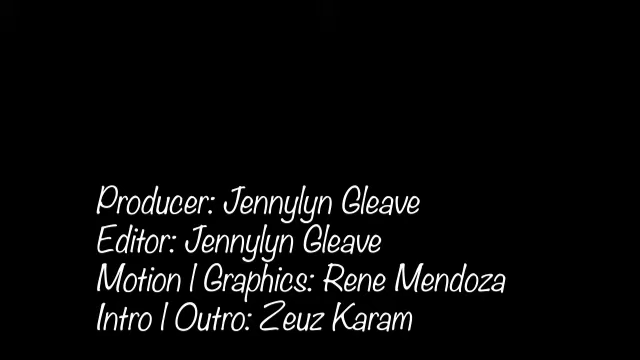 Producer: Jennylyn Gleave
Editor: Jennylyn Gleave
Motion | Graphics: Rene Mendoza
Intro | Outro: Zeuz Karam